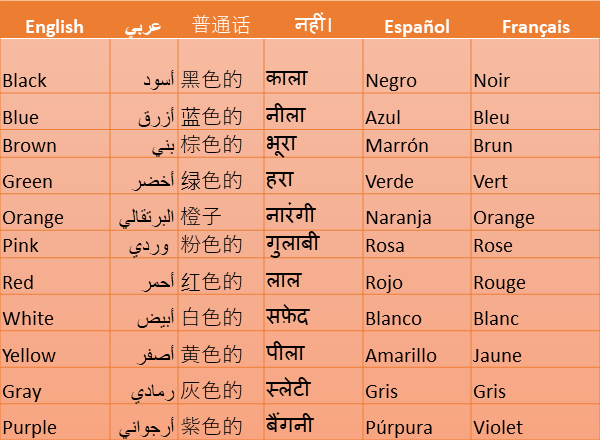 English عربي 普通话 नहीं। Español Français
Black أسود 黑色的 काला Negro Noir
Blue أزرق 蓝色的 नीला Azul Bleu
Brown بني 棕色的 भूरा Marrón Brun
Green أخضر 绿色的 हरा Verde Vert
Orange البرتقالي 橙子 नारंगी Naranja Orange
Pink وردي 粉色的 गुलाबी Rosa Rose
Red أحمر 红色的 लाल Rojo Rouge
White أبيض 白色的 सफ़ेद Blanco Blanc
Yellow أصفر 黄色的 पीला Amarillo Jaune
Gray رمادي 灰色的 स्लेटी Gris Gris
Purple أرجواني 紫色的 बैंगनी Púrpura Violet